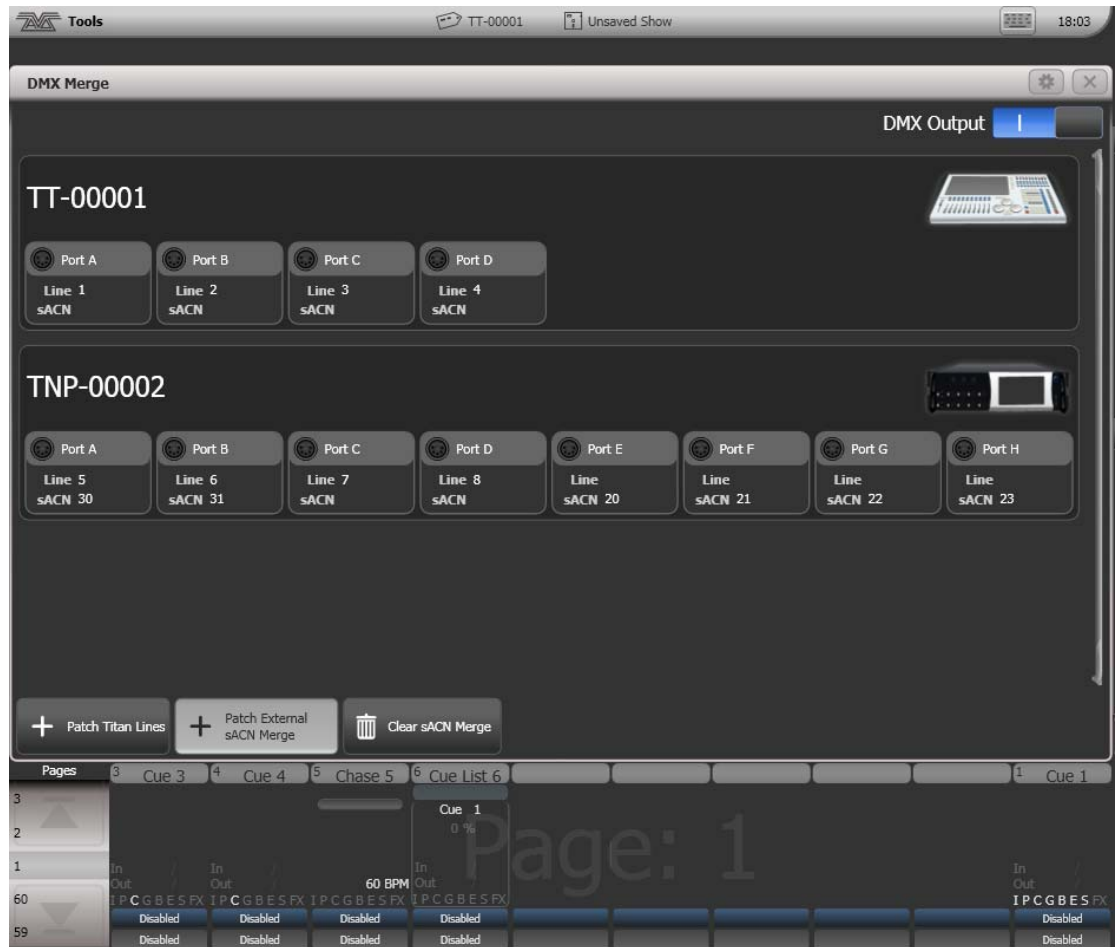 Tools TT-00001 Unsaved Show 18:03
DMX Merge
DMX Output
TT-00001
Port A Port B Port C Port D
Line 1 Line 2 Line 3 Line 4
sACN sACN sACN sACN
TNP-00002
Port A Port B Port C Port D Port E Port F Port G Port H
Line 5 Line 6 Line 7 Line 8 Line Line Line Line
sACN 30 sACN 31 sACN sACN sACN 20 sACN 21 sACN 22 sACN 23
Patch Titan Lines
Patch External
sACN Merge
Clear sACN Merge
Pages 3 Cue 3 4 Cue 4 5 Chase 5 6 Cue List 6 1 Cue 1
3
Cue 1
2 0 %
Page: 1
1 In In In In
Out Out 60 BPM Out Out
60 I P C G B E S FX I P C G B E S FX I P C G B E S FX I P C G B E S FX I P C G B E S FX
Disabled Disabled Disabled Disabled Disabled
59 Disabled Disabled Disabled Disabled Disabled